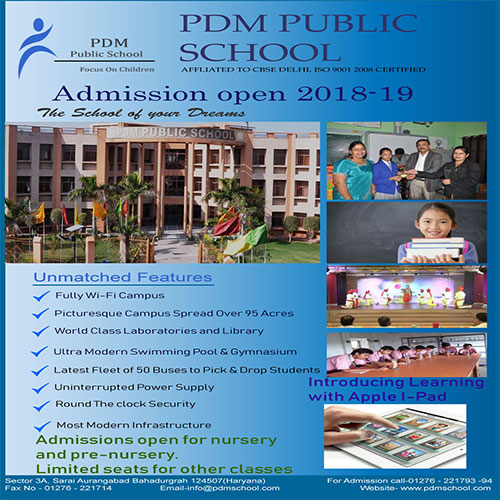 PDM
Public School
Focus On Children
PDM PUBLIC
SCHOOL
AFFLIATED TO CBSE DELHI, ISO 9001 2008 CERTIFIED
Admission open 2018-19
The School of your Dreams
PDM PUBLIC SCHOOL
Unmatched Features
Fully Wi-Fi Campus
Picturesque Campus Spread Over 95 Acres
World Class Laboratories and Library
Ultra Modern Swimming Pool & Gymnasium
Latest Fleet of 50 Buses to Pick & Drop Students
Uninterrupted Power Supply
Round The clock Security
Most Modern Infrastructure
Admissions open for nursery
and pre-nursery.
Limited seats for other classes
Introducing Learning
with Apple I-Pad
Sector 3A, Sarai Aurangabad Bahadurgrah 124507(Haryana)
Fax No - 01276 - 221714 Email-info@pdmschool.com
For Admission call-01276 - 221793 -94
Website- www.pdmschool.com